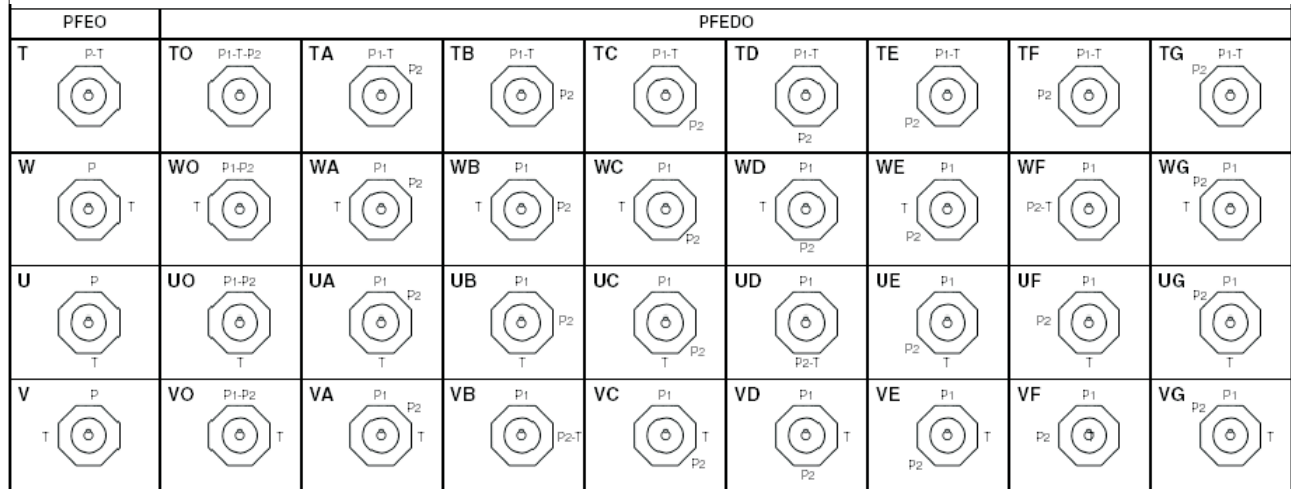 PFEO
PFEDO
T P-T
TO P1-T-P2
TA P1-T
P2
TB P1-T
P2
TC P1-T
P2
TD P1-T
P2
TE P1-T
P2
TF P1-T
P2
TG P1-T
P2
W P
T
WO P1-P2
T
WA P1
P2
T
WB P1
T P2
WC P1
T
P2
WD P1
T
P2
WE P1
T
P2
WF P1
P2-T
WG P1
P2
T
U P
T
UO P1-P2
T
UA P1
P2
T
UB P1
P2
T
UC P1
P2
T
UD P1
P2-T
UE P1
P2
T
UF P1
P2
T
UG P1
P2
T
V P
T
VO P1-P2
T
VA P1
P2
T
VB P1
P2-T
VC P1
T
P2
VD P1
T
P2
VE P1
T
P2
VF P1
P2 T
VG P1
P2
T